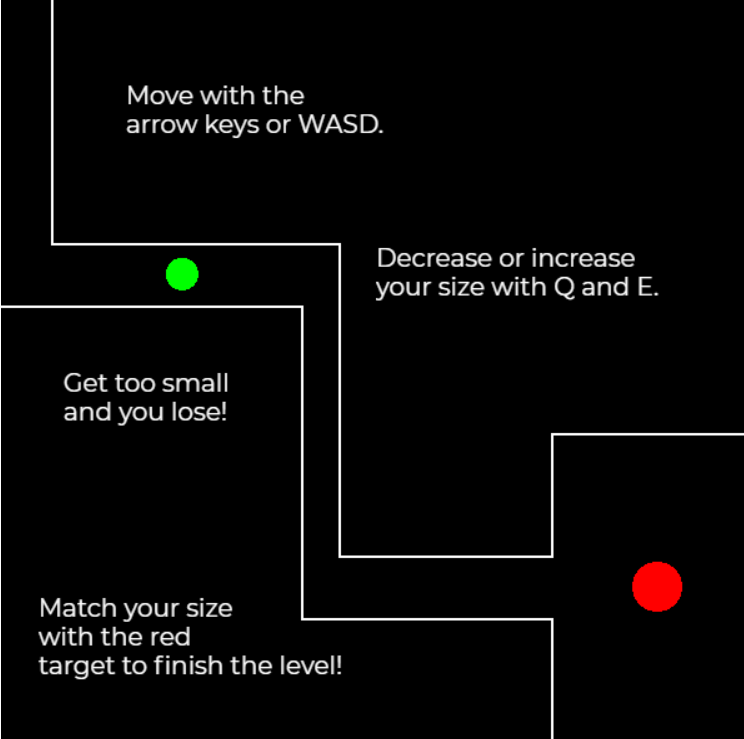 Move with the
arrow keys or WASD.
Decrease or increase
your size with Q and E.
Get too small
and you lose!
Match your size
with the red
target to finish the level!